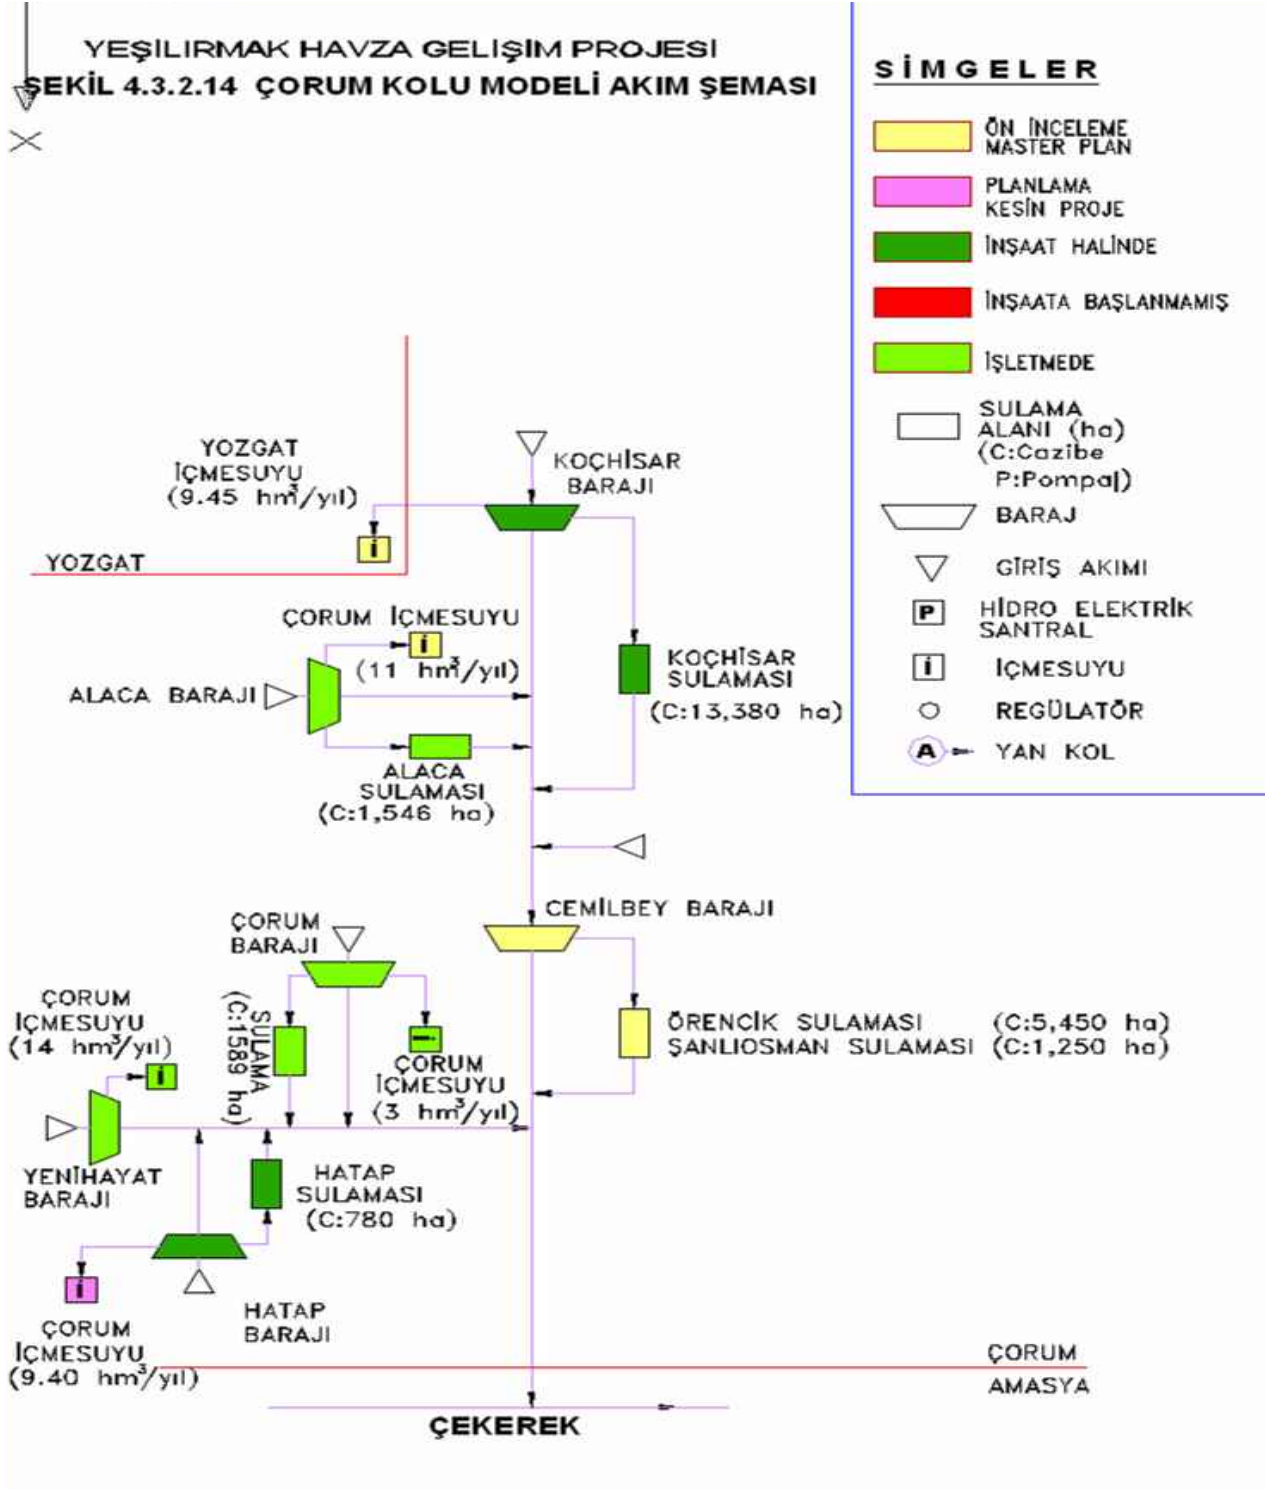 YEŞİLIRMAK HAVZA GELİŞİM PROJESİ
ŞEKİL 4.3.2.14 ÇORUM KOLU MODELİ AKIM ŞEMASI
SİMGELER
ÖN İNCELEME
MASTER PLAN
PLANLAMA
KESİN PROJE
İNŞAAT HALİNDE
İNŞAATA BAŞLANMAMIŞ
İŞLETMEDE
SULAMA
ALANI (ha)
(C:Cazibe
P:Pompaj)
BARAJ
GİRİŞ AKIMI
P
HİDRO ELEKTRİK
SANTRAL
İ
İÇMESUYU
REGÜLATÖR
A
YAN KOL
YOZGAT
İÇMESUYU
(9.45 hm³/yıl)
İ
YOZGAT
KOÇHİSAR
BARAJI
ÇORUM İÇMESUYU
İ
(11 hm³/yıl)
ALACA BARAJI
KOÇHİSAR
SULAMASI
(C:13,380 ha)
ALACA
SULAMASI
(C:1,546 ha)
CEMİLBEY BARAJI
ÇORUM
BARAJI
SULAMA
(C:1589 ha)
ÇORUM
İÇMESUYU
(3 hm³/yıl)
ÇORUM
İÇMESUYU
(14 hm³/yıl)
İ
ÖRENCİK SULAMASI (C:5,450 ha)
ŞANLIOSMAN SULAMASI (C:1,250 ha)
YENİHAYAT
BARAJI
HATAP
SULAMASI
(C:780 ha)
İ
HATAP
BARAJI
ÇORUM
İÇMESUYU
(9.40 hm³/yıl)
ÇORUM
AMASYA
ÇEKEREK